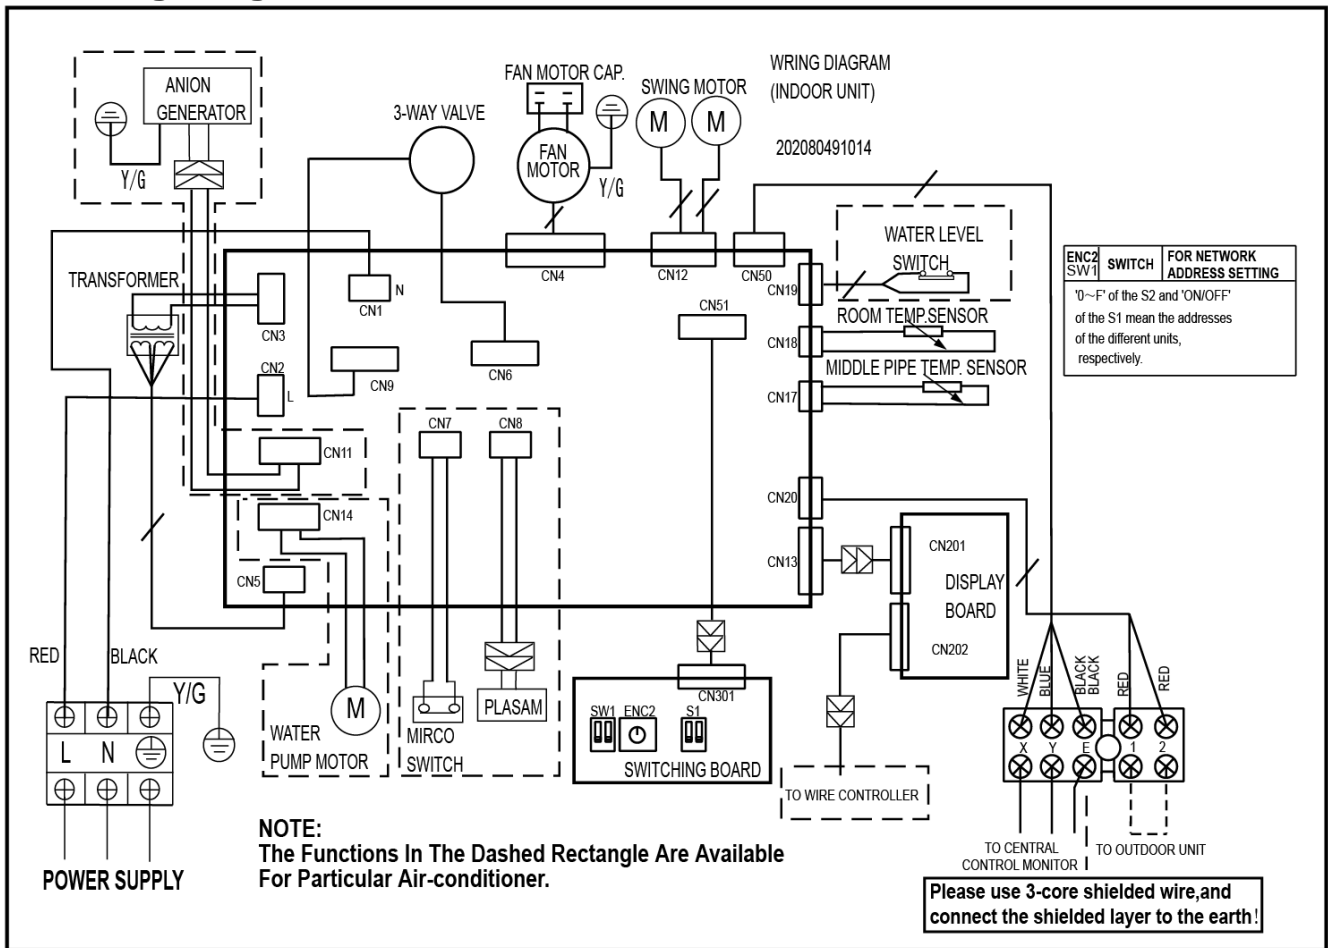 ANION
GENERATOR
Y/G
3-WAY VALVE
FAN MOTOR CAP.
FAN
MOTOR
Y/G
SWING MOTOR
M
M
WRING DIAGRAM
(INDOOR UNIT)
202080491014
TRANSFORMER
CN3
CN1
N
CN2
L
CN9
CN6
CN4
CN12
CN50
CN51
CN19
WATER LEVEL
SWITCH
ROOM TEMP.SENSOR
CN18
MIDDLE PIPE TEMP. SENSOR
CN17
ENC2
SW1
SWITCH
FOR NETWORK
ADDRESS SETTING
'0~F' of the S2 and 'ON/OFF'
of the S1 mean the addresses
of the different units,
respectively.
CN11
CN7
CN8
CN14
CN5
CN20
CN13
CN201
DISPLAY
BOARD
CN202
RED
BLACK
Y/G
L
N
POWER SUPPLY
WATER
PUMP MOTOR
M
MIRCO
SWITCH
PLASAM
CN301
SW1
ENC2
S1
SWITCHING BOARD
TO WIRE CONTROLLER
WHITE
BLUE
BLACK
BLACK
RED
RED
X
Y
E
1
2
TO CENTRAL
CONTROL MONITOR
TO OUTDOOR UNIT
NOTE:
The Functions In The Dashed Rectangle Are Available
For Particular Air-conditioner.
Please use 3-core shielded wire,and
connect the shielded layer to the earth!